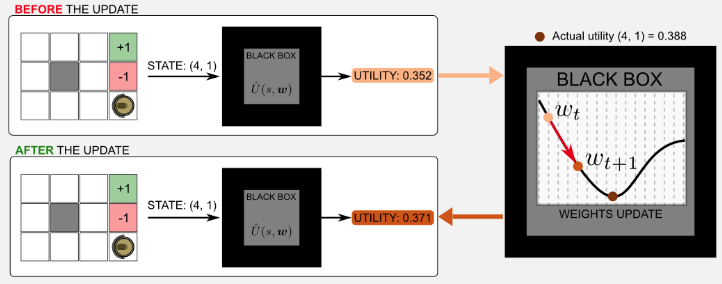 BEFORE THE UPDATE
+1
-1
STATE: (4, 1)
BLACK BOX
Û(s, w)
UTILITY: 0.352
AFTER THE UPDATE
+1
-1
STATE: (4, 1)
BLACK BOX
Û(s, w)
UTILITY: 0.371
Actual utility (4, 1) = 0.388
BLACK BOX
w_t
w_{t+1}
WEIGHTS UPDATE